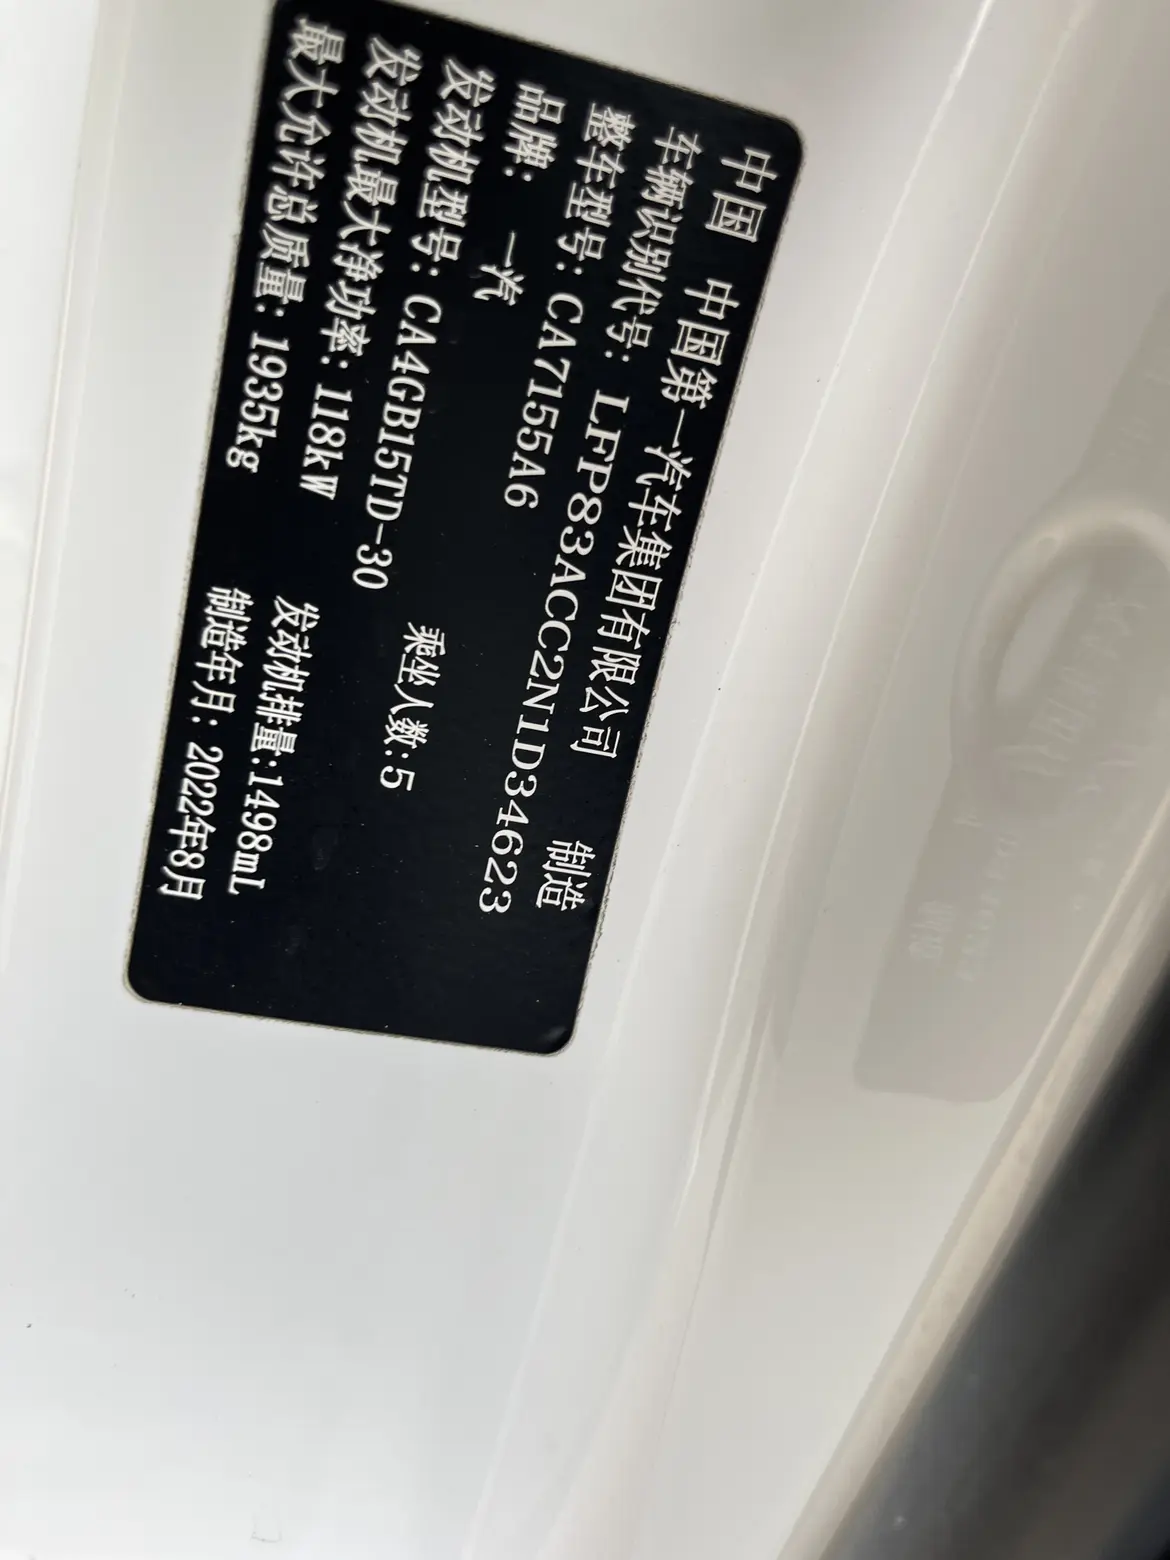 中国 中国第一汽车集团有限公司 制造
车辆识别代号: LFP83ACC2N1D34623
整车型号: CA7155A6
品牌: 一汽 乘坐人数:5
发动机型号: CA4GB15TD-30
发动机最大净功率: 118kW 发动机排量:1498mL
最大允许总质量: 1935kg 制造年月: 2022年8月